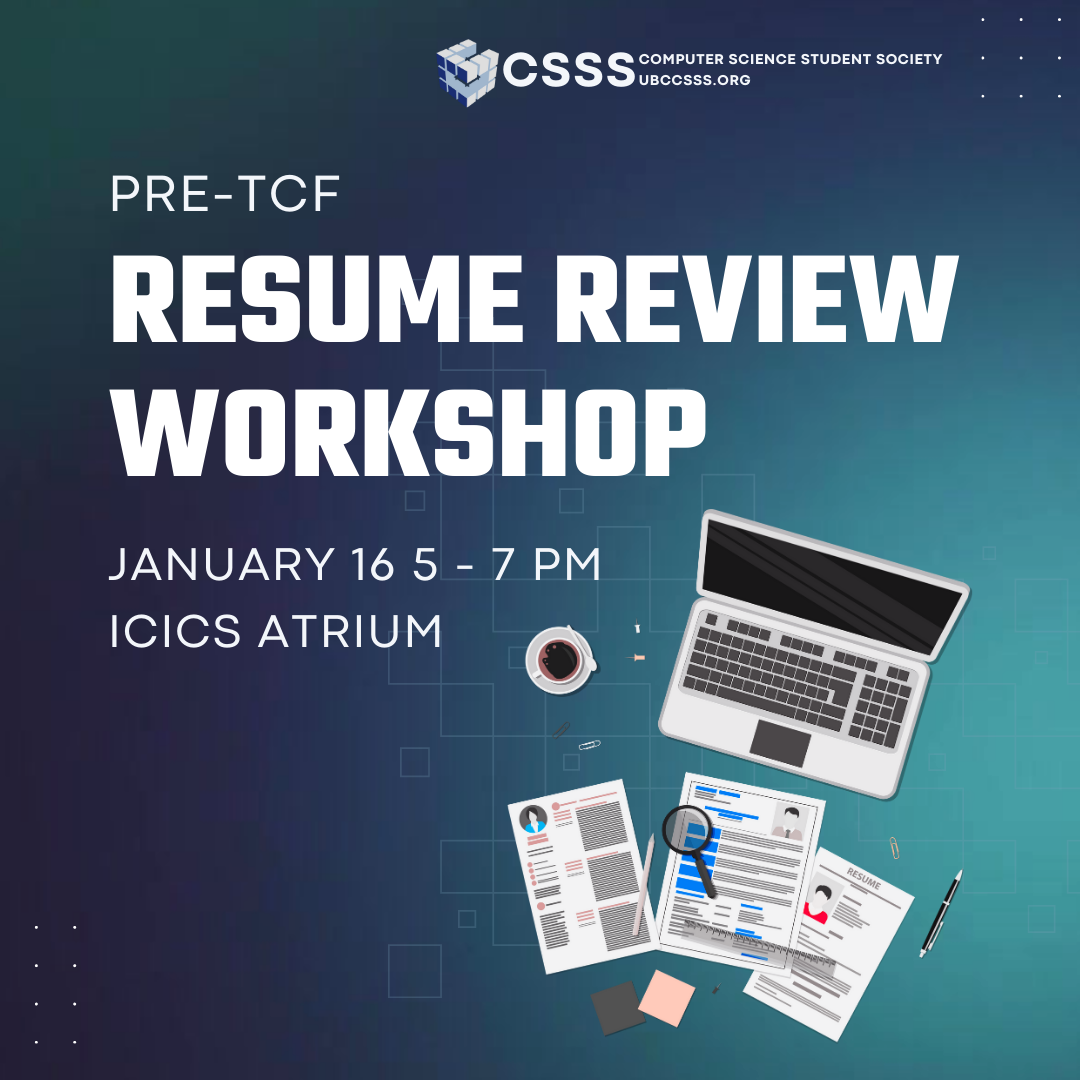 CSSS
COMPUTER SCIENCE STUDENT SOCIETY
UBCCSSS.ORG
PRE-TCF
RESUME REVIEW
WORKSHOP
JANUARY 16 5 - 7 PM
ICICS ATRIUM
RESUME